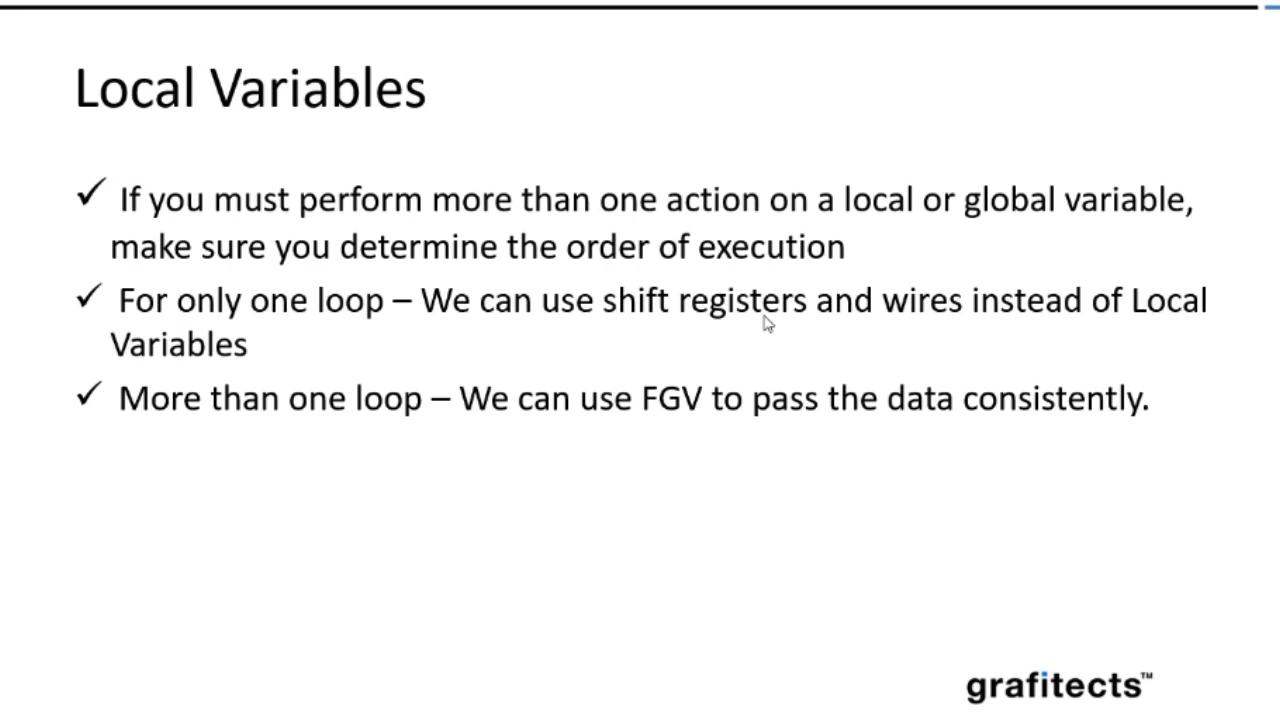 Local Variables
✓ If you must perform more than one action on a local or global variable,
make sure you determine the order of execution
✓ For only one loop – We can use shift registers and wires instead of Local
Variables
✓ More than one loop – We can use FGV to pass the data consistently.
grafitects™